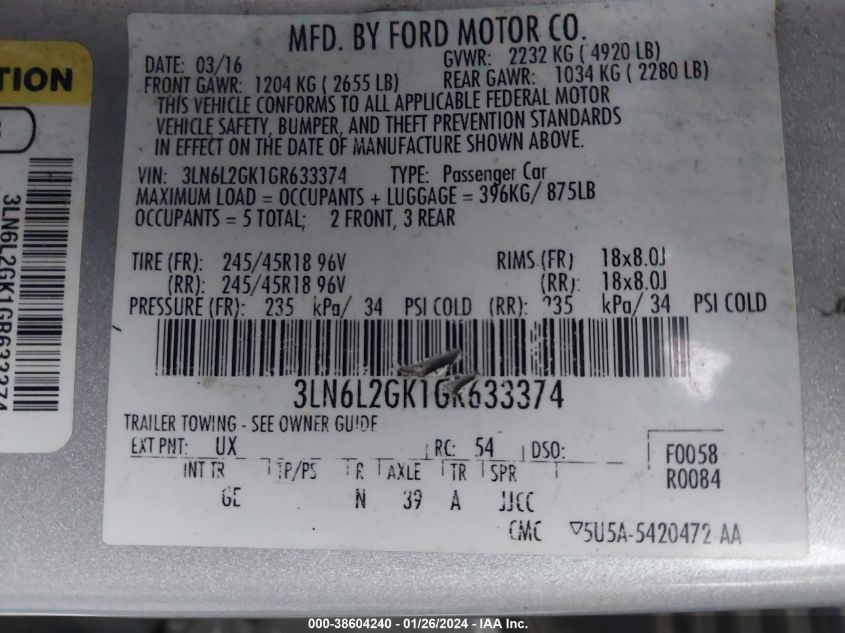 MFD. BY FORD MOTOR CO.
DATE: 03/16 GVWR: 2232 KG ( 4920 LB)
FRONT GAWR: 1204 KG ( 2655 LB) REAR GAWR: 1034 KG ( 2280 LB)
THIS VEHICLE CONFORMS TO ALL APPLICABLE FEDERAL MOTOR
VEHICLE SAFETY, BUMPER, AND THEFT PREVENTION STANDARDS
IN EFFECT ON THE DATE OF MANUFACTURE SHOWN ABOVE.
VIN: 3LN6L2GK1GR633374 TYPE: Passenger Car
MAXIMUM LOAD = OCCUPANTS + LUGGAGE = 396KG/ 875LB
OCCUPANTS = 5 TOTAL; 2 FRONT, 3 REAR
TIRE (FR): 245/45R18 96V RIMS (FR) 18x8.0J
(RR): 245/45R18 96V (RR): 18x8.0J
PRESSURE (FR): 235 kPa/ 34 PSI COLD (RR): 235 kPa/ 34 PSI COLD
3LN6L2GK1GR633374
TRAILER TOWING - SEE OWNER GUIDE
EXT PNT: UX RC: 54 DSO:
INT TR TP/PS R AXLE TR SPR
GE N 39 A JJCC
F0058
R0084
CMC ▽5U5A-5420472-AA
TION
3LN6L2GK1GR633374
000-38604240 - 01/26/2024 - IAA Inc.